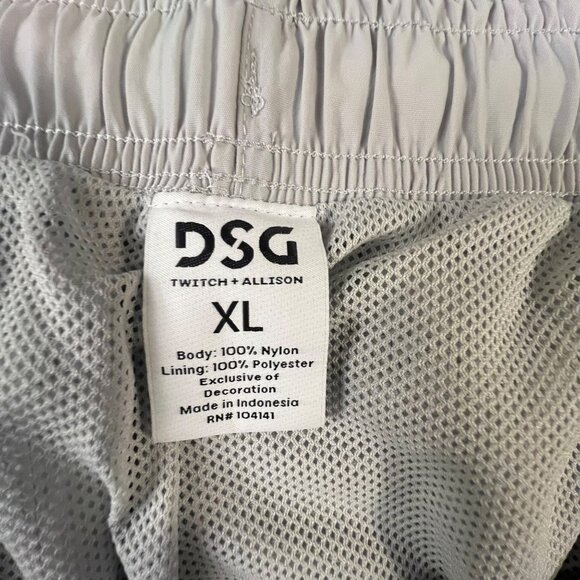 DSG
TWITCH + ALLISON
XL
Body: 100% Nylon
Lining: 100% Polyester
Exclusive of
Decoration
Made in Indonesia
RN# 104141